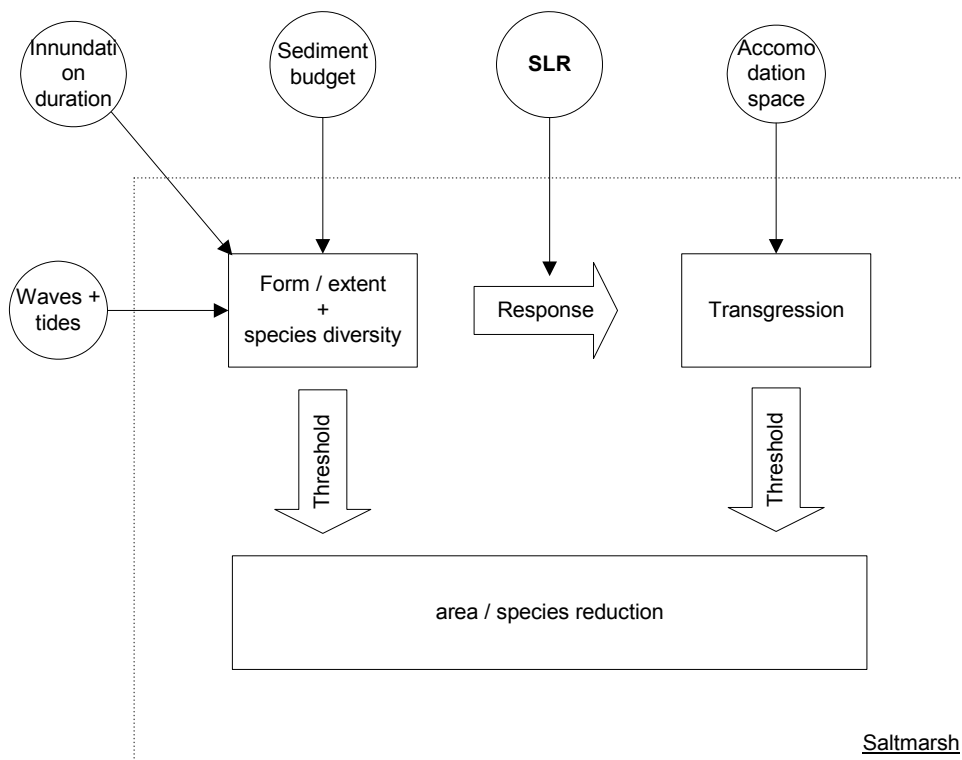 Innundati
on
duration
Sediment
budget
SLR
Accomo
dation
space
Waves +
tides
Form / extent
+
species diversity
Response
Transgression
Threshold
Threshold
area / species reduction
Saltmarsh